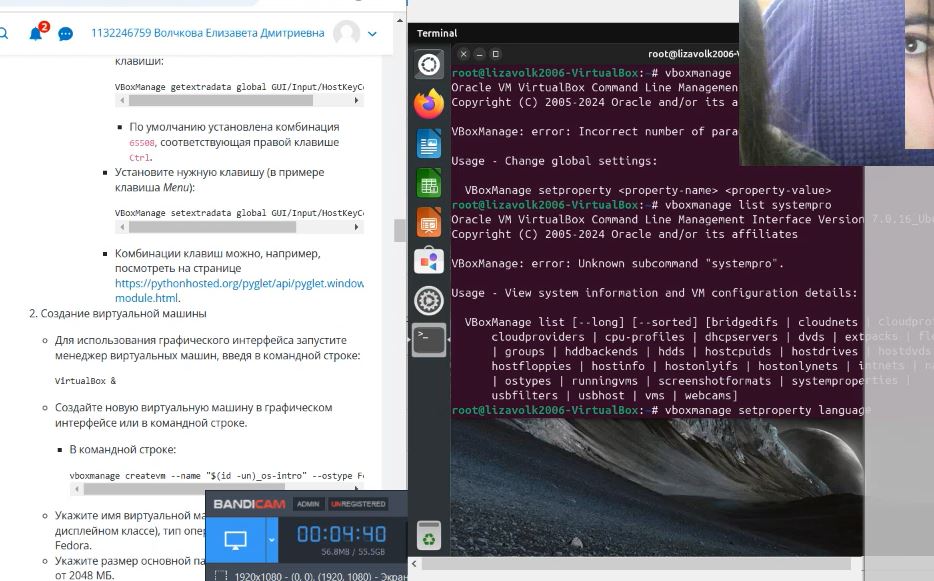 2
1132246759 Волчкова Елизавета Дмитриевна
клавиши:
VBoxManage getextradata global GUI/Input/HostKeyC
По умолчанию установлена комбинация
65508, соответствующая правой клавише
Ctrl.
Установите нужную клавишу (в примере
клавиша Menu):
VBoxManage setextradata global GUI/Input/HostKeyC
Комбинации клавиш можно, например,
посмотреть на странице
https://pythonhosted.org/pyglet/api/pyglet.window
module.html.
2. Создание виртуальной машины
Для использования графического интерфейса запустите
менеджер виртуальных машин, введя в командной строке:
VirtualBox &
Создайте новую виртуальную машину в графическом
интерфейсе или в командной строке.
В командной строке:
vboxmanage createvm --name "$(id -un)_os-intro" --ostype Fe
Укажите имя виртуальной ма
дисплейном классе), тип опер
Fedora.
Укажите размер основной па
от 2048 МБ.
BANDICAM ADMIN UNREGISTERED
00:04:40
56.8MB / 55.5GB
1920x1080 - (0, 0), (1920, 1080) - Экран
Terminal
root@lizavolk2006-V
root@lizavolk2006-VirtualBox:~# vboxmanage
Oracle VM VirtualBox Command Line Managemen
Copyright (C) 2005-2024 Oracle and/or its a
VBoxManage: error: Incorrect number of para
Usage - Change global settings:
VBoxManage setproperty <property-name> <property-value>
root@lizavolk2006-VirtualBox:~# vboxmanage list systempro
Oracle VM VirtualBox Command Line Management Interface Version 7.0.16_Ubu
Copyright (C) 2005-2024 Oracle and/or its affiliates
VBoxManage: error: Unknown subcommand "systempro".
Usage - View system information and VM configuration details:
VBoxManage list [--long] [--sorted] [bridgedifs | cloudnets | cloudpro
cloudproviders | cpu-profiles | dhcpservers | dvds | extpacks | fl
| groups | hddbackends | hdds | hostcpuids | hostdrives | hostdvds
hostfloppies | hostinfo | hostonlyifs | hostonlynets | intnets | na
| ostypes | runningvms | screenshotformats | systemproperties |
usbfilters | usbhost | vms | webcams]
root@lizavolk2006-VirtualBox:~# vboxmanage setproperty language